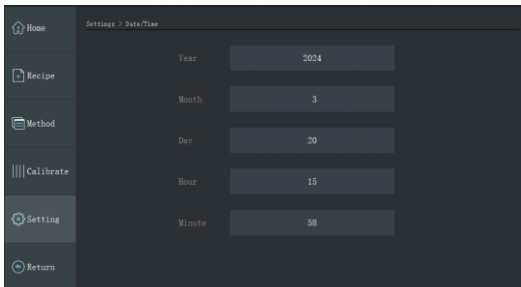 Home
Settings > Date/Time
Year 2024
Recipe
Month 3
Method
Day 20
Calibrate
Hour 15
Setting
Minute 58
Return